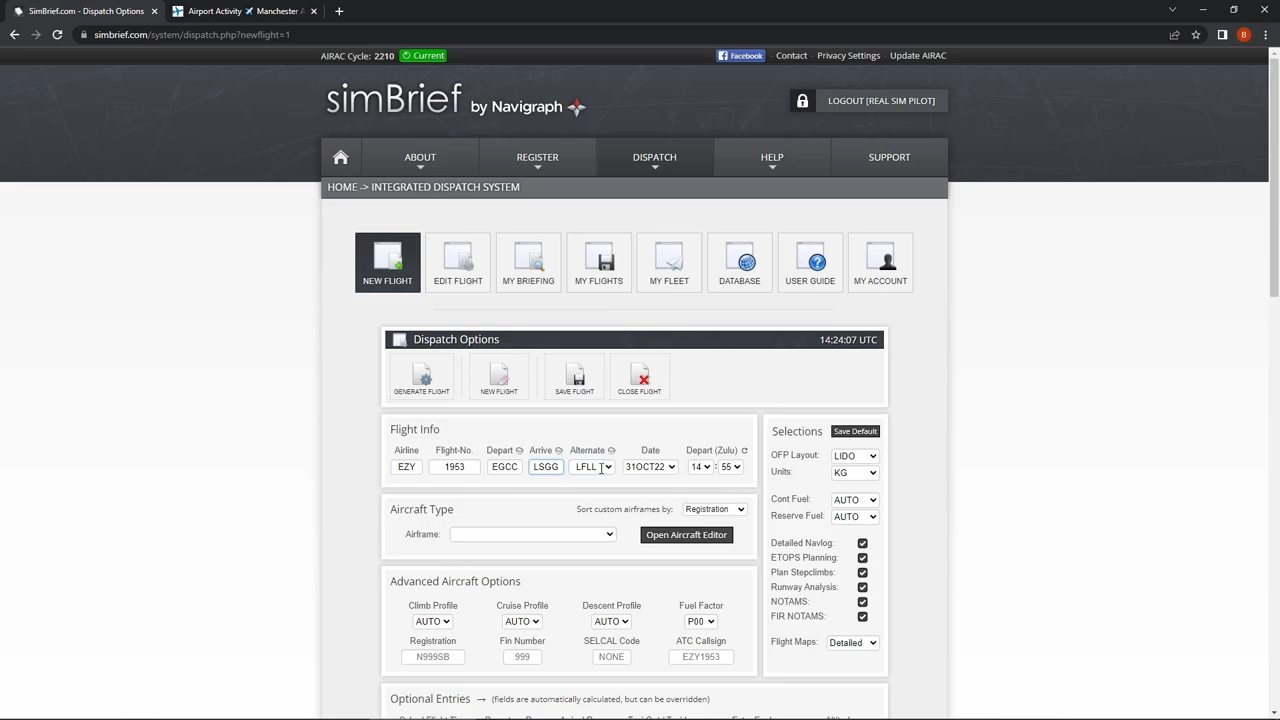 SimBrief.com - Dispatch Options
Airport Activity
Manchester A
simbrief.com/system/dispatch.php?newflight=1
B
AIRAC Cycle: 2210 Current
Facebook Contact Privacy Settings Update AIRAC
simBrief by Navigraph
LOGOUT [REAL SIM PILOT]
ABOUT REGISTER DISPATCH HELP SUPPORT
HOME -> INTEGRATED DISPATCH SYSTEM
NEW FLIGHT EDIT FLIGHT MY BRIEFING MY FLIGHTS MY FLEET DATABASE USER GUIDE MY ACCOUNT
Dispatch Options 14:24:07 UTC
GENERATE FLIGHT NEW FLIGHT SAVE FLIGHT CLOSE FLIGHT
Flight Info
Airline Flight-No. Depart Arrive Alternate Date Depart (Zulu)
EZY 1953 EGCC LSGG LFLL 31OCT22 14 : 55
Aircraft Type Sort custom airframes by: Registration
Airframe: Open Aircraft Editor
Advanced Aircraft Options
Climb Profile Cruise Profile Descent Profile Fuel Factor
AUTO AUTO AUTO P00
Registration Fin Number SELCAL Code ATC Callsign
N999SB 999 NONE EZY1953
Optional Entries → (fields are automatically calculated, but can be overridden)
Selections Save Default
OFP Layout: LIDO
Units: KG
Cont Fuel: AUTO
Reserve Fuel: AUTO
Detailed Navlog:
ETOPS Planning:
Plan Stepclimbs:
Runway Analysis:
NOTAMS:
FIR NOTAMS:
Flight Maps: Detailed